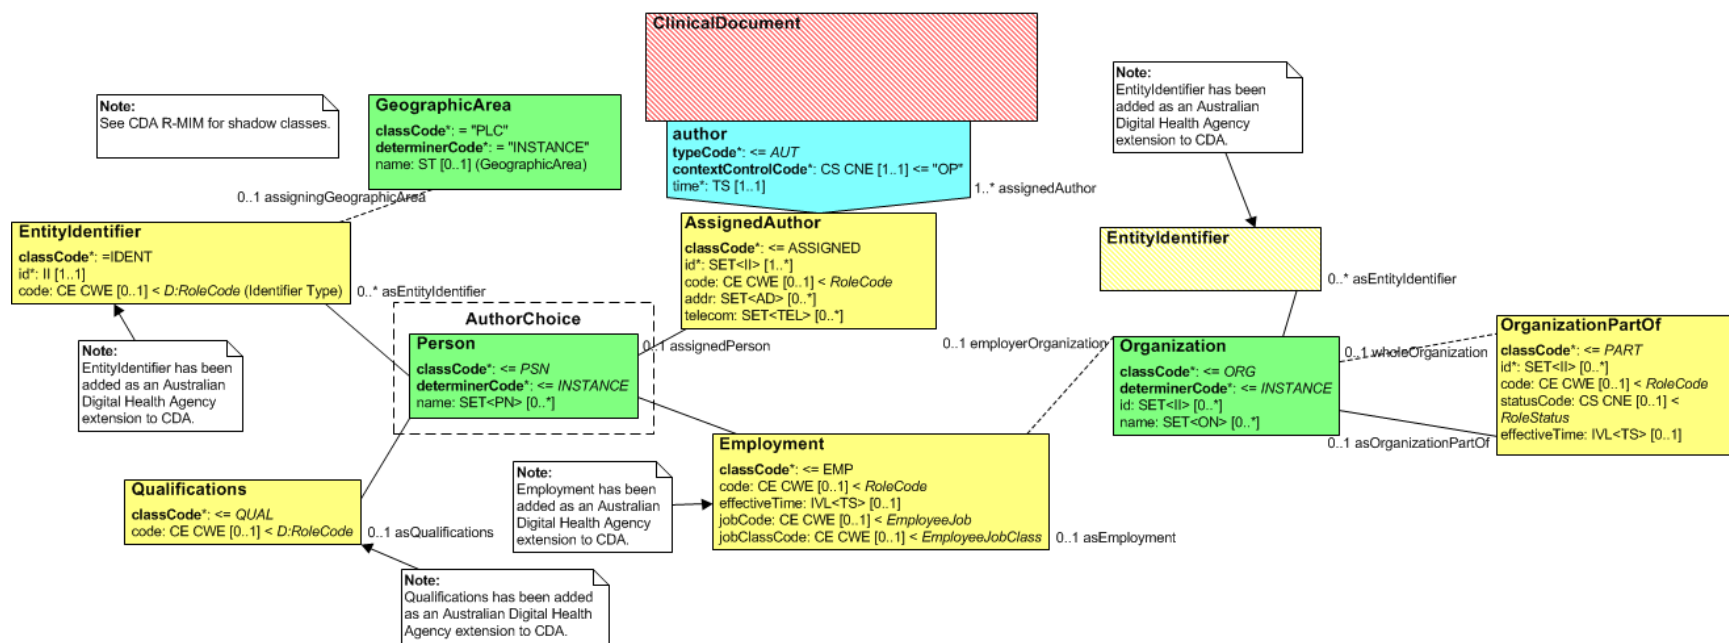 ClinicalDocument
Note:
See CDA R-MIM for shadow classes.
GeographicArea
classCode*: = "PLC"
determinerCode*: = "INSTANCE"
name: ST [0..1] (GeographicArea)
author
typeCode*: <= AUT
contextControlCode*: CS CNE [1..1] <= "OP"
time*: TS [1..1]
Note:
EntityIdentifier has been
added as an Australian
Digital Health Agency
extension to CDA.
0..1 assigningGeographicArea
1..* assignedAuthor
EntityIdentifier
classCode*: =IDENT
id*: II [1..1]
code: CE CWE [0..1] < D:RoleCode (Identifier Type)
0..* asEntityIdentifier
AssignedAuthor
classCode*: <= ASSIGNED
id*: SET<II> [1..*]
code: CE CWE [0..1] < RoleCode
addr: SET<AD> [0..*]
telecom: SET<TEL> [0..*]
EntityIdentifier
0..* asEntityIdentifier
Note:
EntityIdentifier has been
added as an Australian
Digital Health Agency
extension to CDA.
AuthorChoice
Person
classCode*: <= PSN
determinerCode*: <= INSTANCE
name: SET<PN> [0..*]
0..1 assignedPerson
0..1 employerOrganization
Organization
classCode*: <= ORG
determinerCode*: <= INSTANCE
id: SET<II> [0..*]
name: SET<ON> [0..*]
0..1 wholeOrganization
0..1 asOrganizationPartOf
OrganizationPartOf
classCode*: <= PART
id*: SET<II> [0..*]
code: CE CWE [0..1] < RoleCode
statusCode: CS CNE [0..1] <
RoleStatus
effectiveTime: IVL<TS> [0..1]
Qualifications
classCode*: <= QUAL
code: CE CWE [0..1] < D:RoleCode
0..1 asQualifications
Note:
Employment has been
added as an Australian
Digital Health Agency
extension to CDA.
Employment
classCode*: <= EMP
code: CE CWE [0..1] < RoleCode
effectiveTime: IVL<TS> [0..1]
jobCode: CE CWE [0..1] < EmployeeJob
jobClassCode: CE CWE [0..1] < EmployeeJobClass
0..1 asEmployment
Note:
Qualifications has been added
as an Australian Digital Health
Agency extension to CDA.